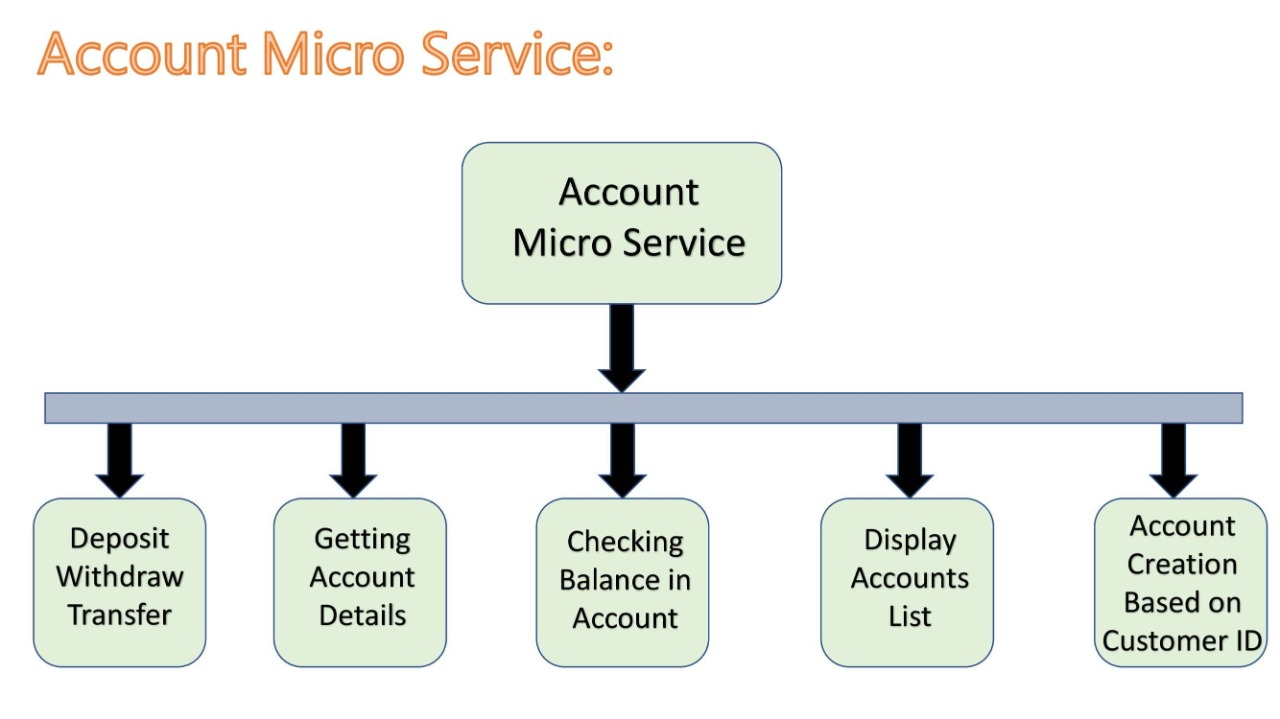 Account Micro Service:
Account
Micro Service
Deposit
Withdraw
Transfer
Getting
Account
Details
Checking
Balance in
Account
Display
Accounts
List
Account
Creation
Based on
Customer ID